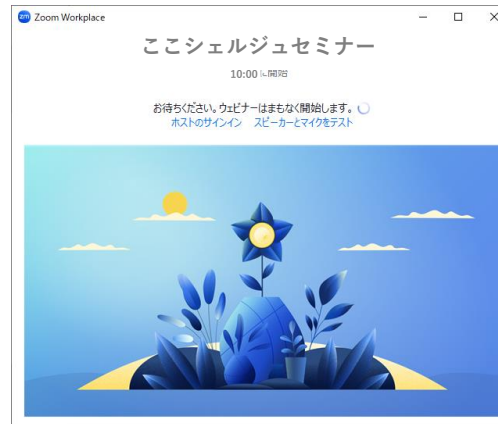 zm Zoom Workplace
ここシェルジュセミナー
10:00 に開始
お待ちください。ウェビナーはまもなく開始します。
ホストのサインイン スピーカーとマイクをテスト